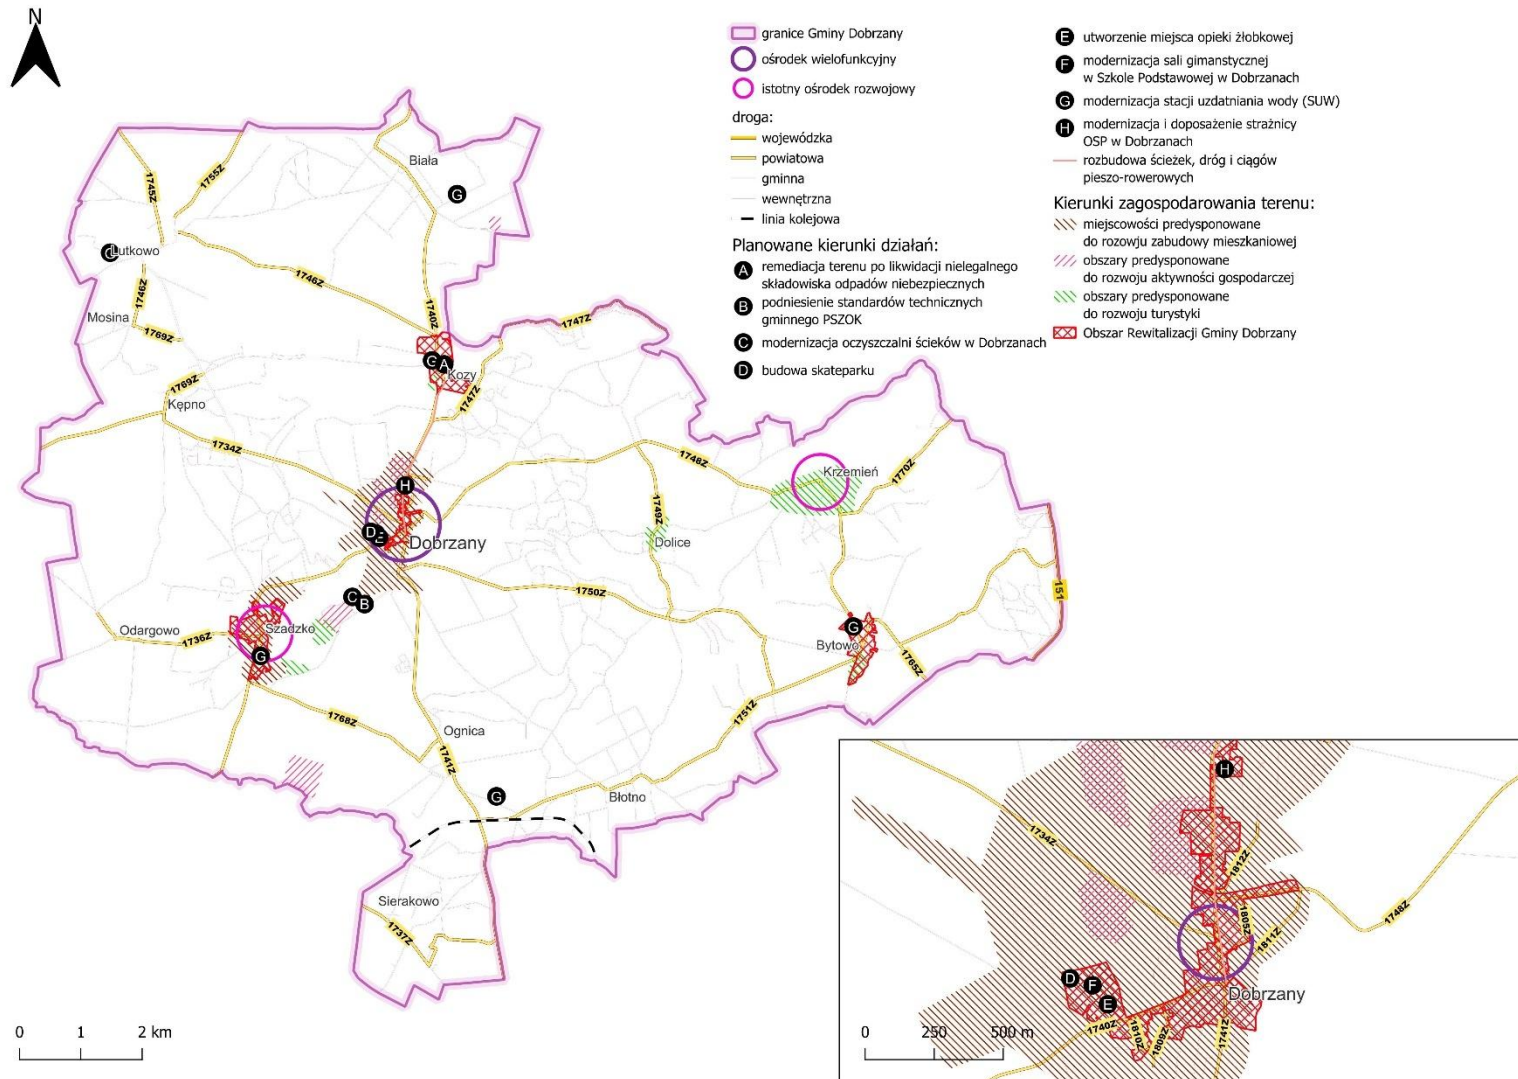 N
granice Gminy Dobrzany
ośrodek wielofunkcyjny
istotny ośrodek rozwojowy
droga:
wojewódzka
powiatowa
gminna
wewnętrzna
linia kolejowa
Planowane kierunki działań:
A remediacja terenu po likwidacji nielegalnego
składowiska odpadów niebezpiecznych
B podniesienie standardów technicznych
gminnego PSZOK
C modernizacja oczyszczalni ścieków w Dobrzanach
D budowa skateparku
E utworzenie miejsca opieki żłobkowej
F modernizacja sali gimanstycznej
w Szkole Podstawowej w Dobrzanach
G modernizacja stacji uzdatniania wody (SUW)
H modernizacja i doposażenie strażnicy
OSP w Dobrzanach
rozbudowa ścieżek, dróg i ciągów
pieszo-rowerowych
Kierunki zagospodarowania terenu:
miejscowości predysponowane
do rozowju zabudowy mieszkaniowej
obszary predysponowane
do rozwoju aktywności gospodarczej
obszary predysponowane
do rozwoju turystyki
Obszar Rewitalizacji Gminy Dobrzany
Biała
1745Z
1755Z
G
Lutkowo
1746Z
1746Z
1740Z
Mosina
1769Z
1747Z
G A
Kozy
1769Z
1747Z
Kępno
1734Z
1748Z
Krzemień
1770Z
H
1749Z
D E
Dobrzany
Dolice
1750Z
151
C B
Odargowo
1736Z
Szadzko
G
G
Bytowo
1765Z
1768Z
1751Z
Ognica
1741Z
G
Błotno
Sierakowo
1737Z
0 1 2 km
H
1734Z
1812Z
1805Z
1811Z
1748Z
D F E
Dobrzany
1740Z
1810Z
1809Z
1741Z
0 250 500 m